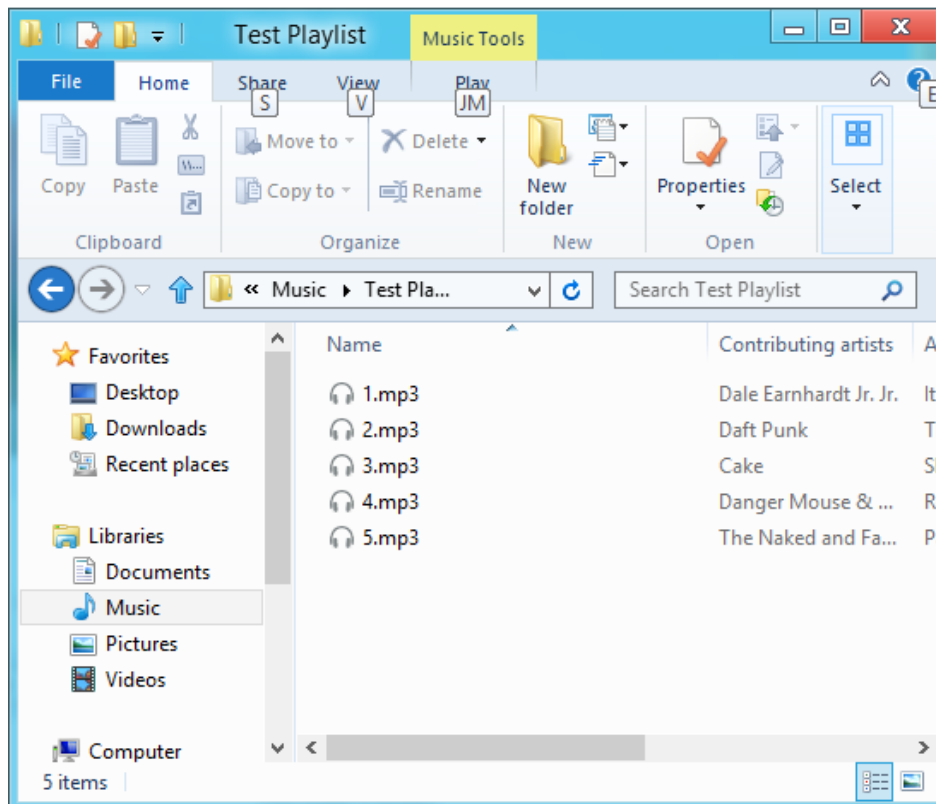 Test Playlist
Music Tools
File
Home
Share
View
Play
S
V
JM
E
Copy
Paste
Move to
Copy to
Delete
Rename
New
folder
Properties
Select
Clipboard
Organize
New
Open
« Music Test Pla...
Search Test Playlist
Favorites
Desktop
Downloads
Recent places
Libraries
Documents
Music
Pictures
Videos
Computer
Name Contributing artists A
1.mp3 Dale Earnhardt Jr. Jr. It
2.mp3 Daft Punk T
3.mp3 Cake
4.mp3 Danger Mouse & ... R
5.mp3 The Naked and Fa... P
5 items